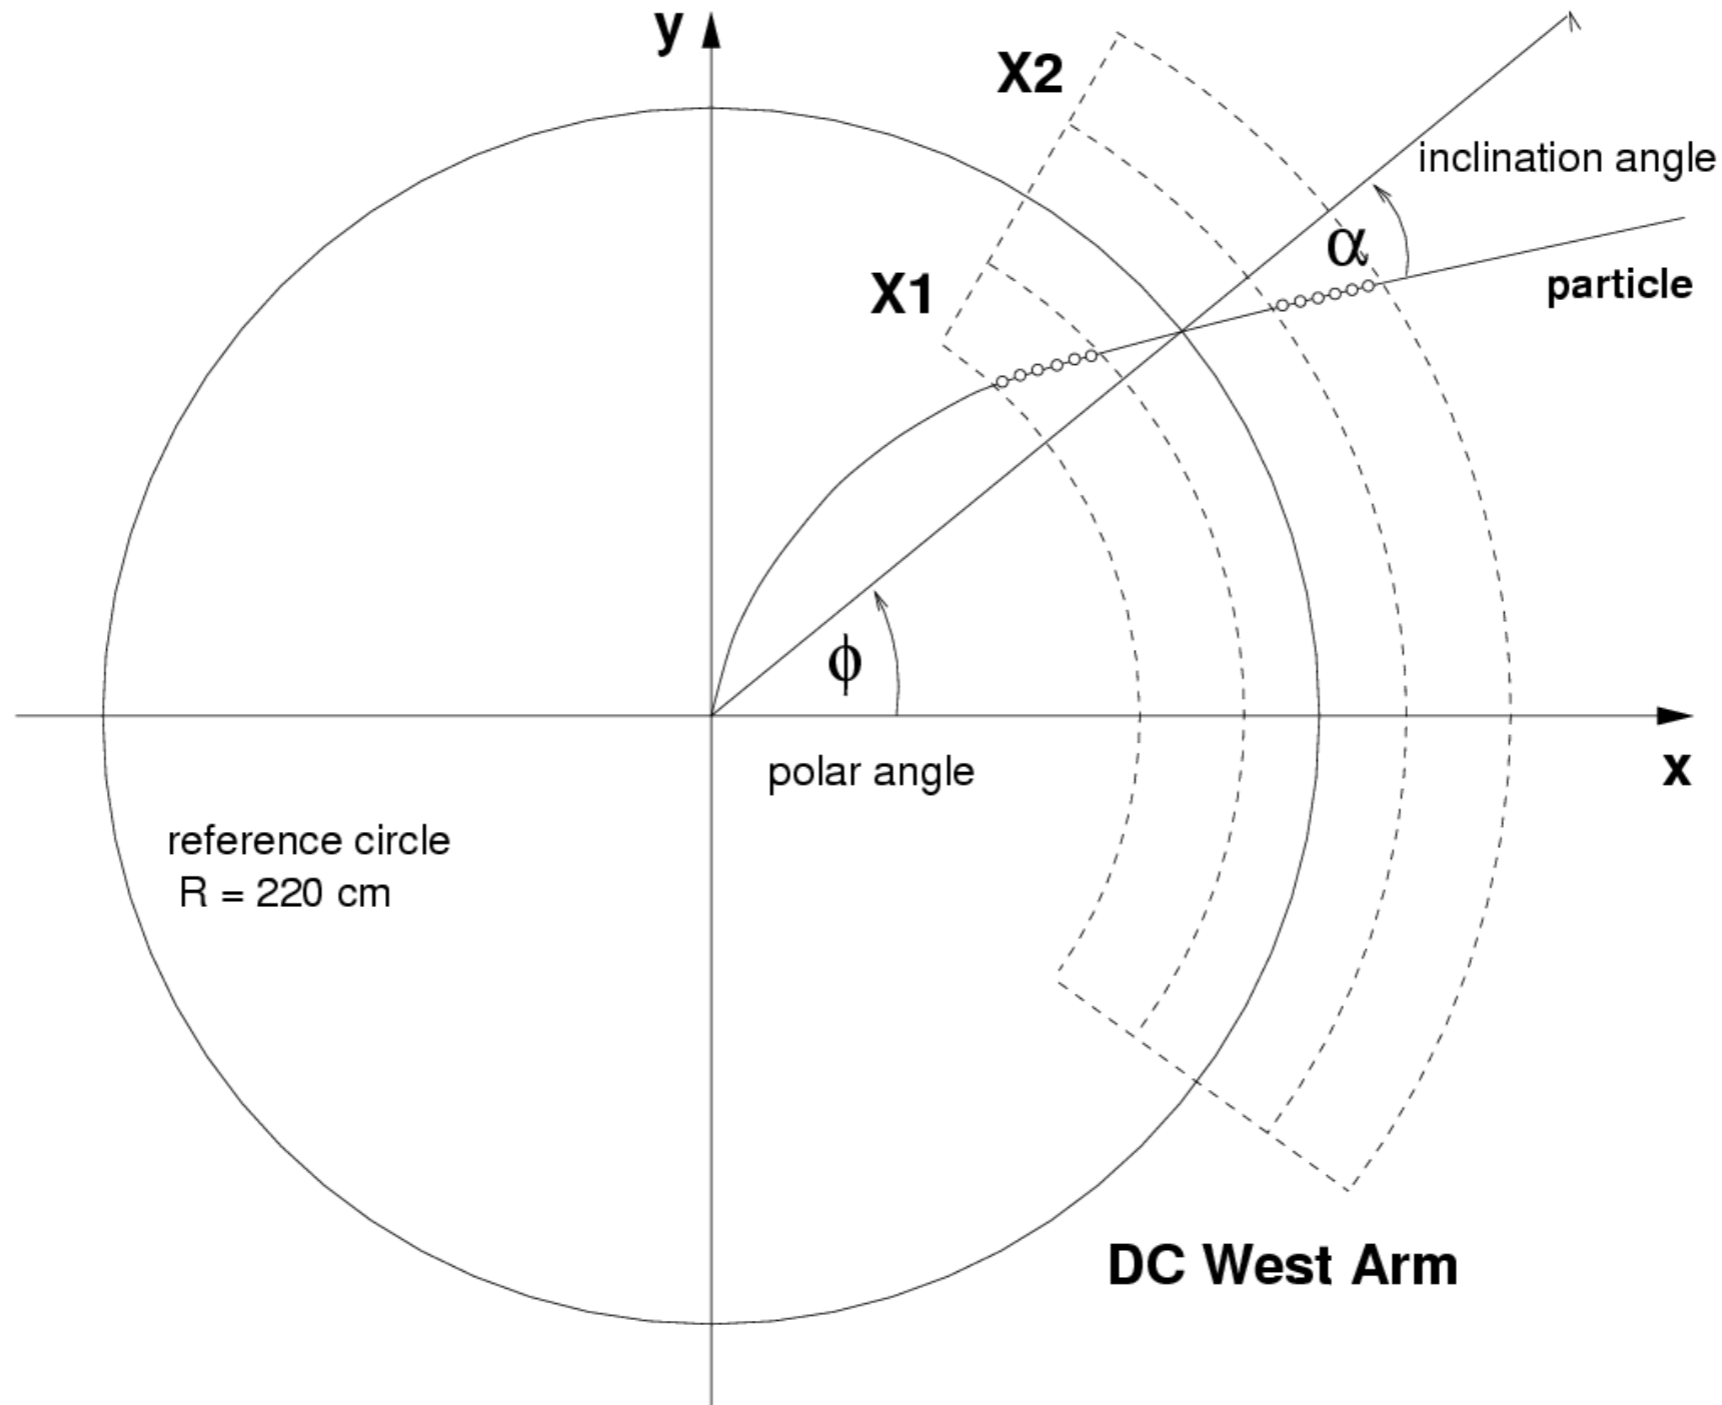 y
X2
inclination angle
α
X1
particle
ϕ
polar angle
x
reference circle
R = 220 cm
DC West Arm